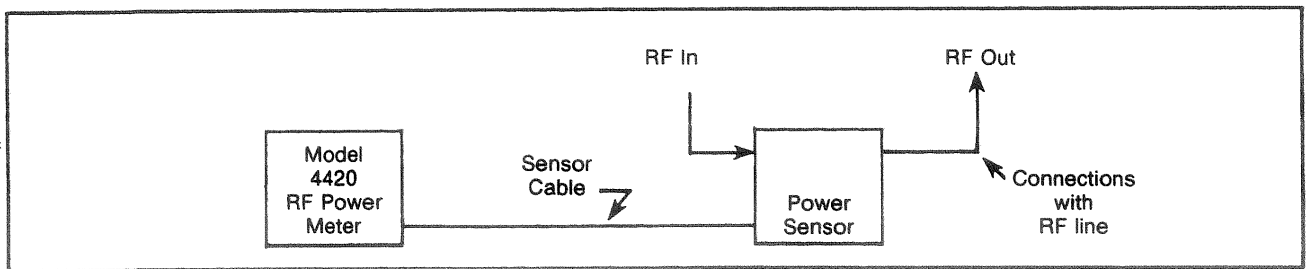 RF In
RF Out
Model
4420
RF Power
Meter
Sensor
Cable
Power
Sensor
Connections
with
RF line